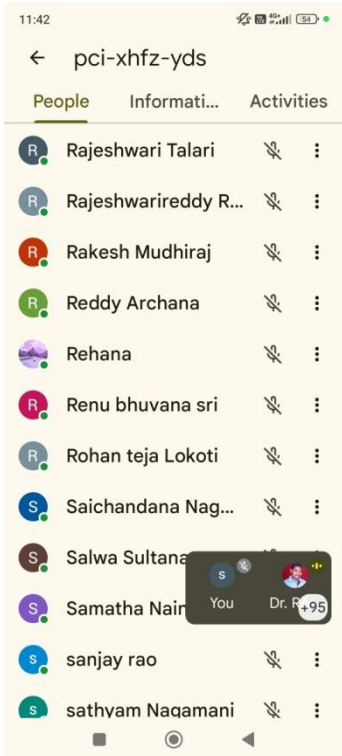 11:42
4G+
54
pci-xhfz-yds
People Informati... Activities
R Rajeshwari Talari
R Rajeshwarireddy R...
R Rakesh Mudhiraj
R Reddy Archana
Rehana
R Renu bhuvana sri
R Rohan teja Lokoti
S Saichandana Nag...
S Salwa Sultana
S
S Samatha Nain
You Dr. R +95
s sanjay rao
s sathyam Nagamani